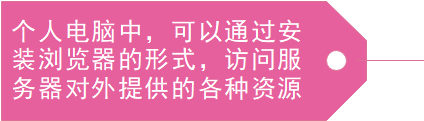 个人电脑中，可以通过安
装浏览器的形式，访问服
务器对外提供的各种资源